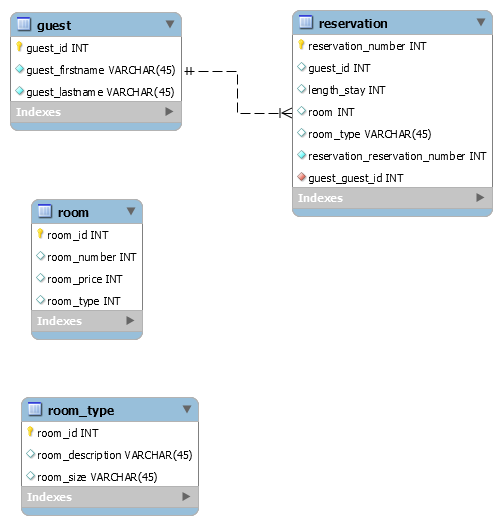 guest
guest_id INT
guest_firstname VARCHAR(45)
guest_lastname VARCHAR(45)
Indexes
reservation
reservation_number INT
guest_id INT
length_stay INT
room INT
room_type VARCHAR(45)
reservation_reservation_number INT
guest_guest_id INT
Indexes
room
room_id INT
room_number INT
room_price INT
room_type INT
Indexes
room_type
room_id INT
room_description VARCHAR(45)
room_size VARCHAR(45)
Indexes